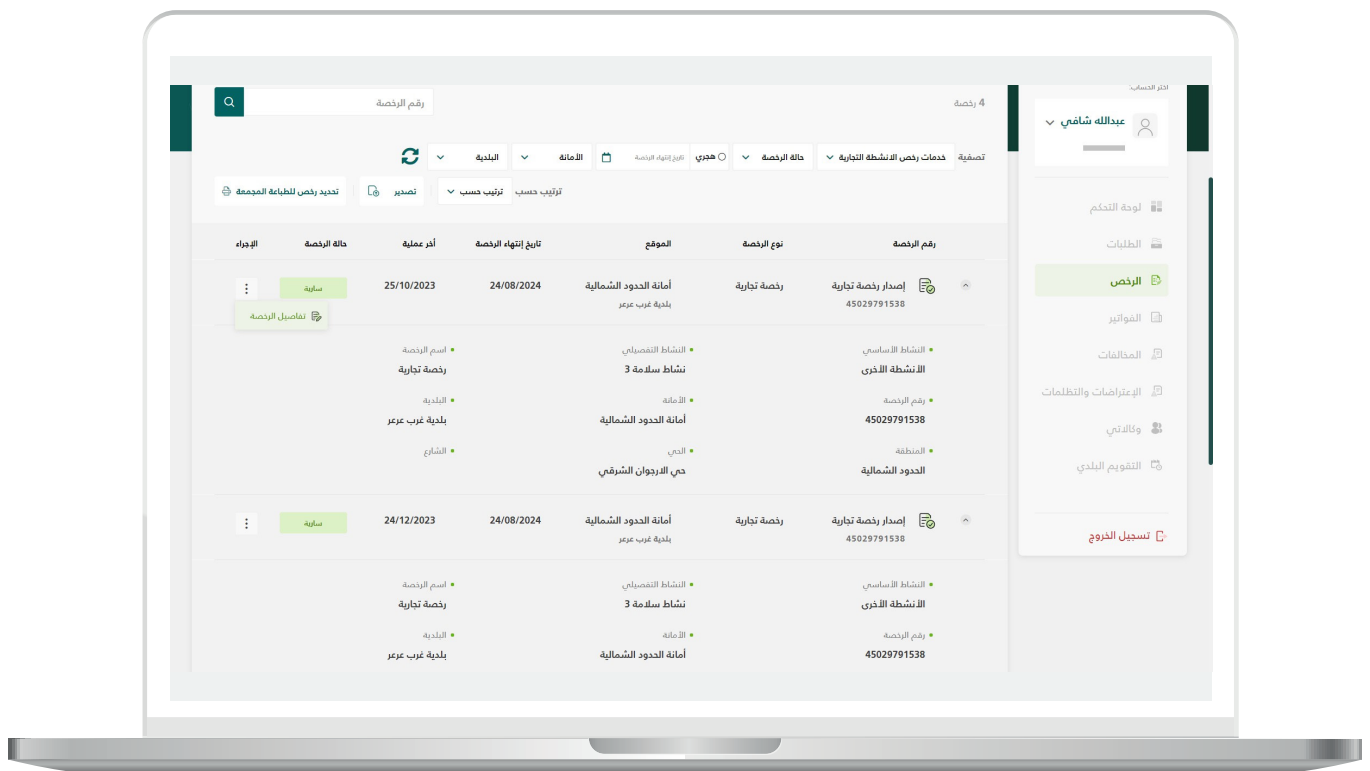 اختر الحساب:
عبدالله شافي
لوحة التحكم
الطلبات
الرخص
الفواتير
المخالفات
الإعتراضات والتظلمات
وكالاتي
التقويم البلدي
تسجيل الخروج
4 رخصة
رقم الرخصة
تصفية خدمات رخص الانشطة التجارية حالة الرخصة هجري تاريخ إنتهاء الرخصة الأمانة البلدية
ترتيب حسب ترتيب حسب تصدير تحديد رخص للطباعة المجمعة
رقم الرخصة نوع الرخصة الموقع تاريخ إنتهاء الرخصة أخر عملية حالة الرخصة الإجراء
إصدار رخصة تجارية رخصة تجارية أمانة الحدود الشمالية 24/08/2024 25/10/2023 سارية
45029791538 بلدية غرب عرعر
تفاصيل الرخصة
النشاط الأساسي النشاط التفصيلي اسم الرخصة
الأنشطة الأخرى نشاط سلامة 3 رخصة تجارية
رقم الرخصة الأمانة البلدية
45029791538 أمانة الحدود الشمالية بلدية غرب عرعر
المنطقة الحي الشارع
الحدود الشمالية حي الارجوان الشرقي
إصدار رخصة تجارية رخصة تجارية أمانة الحدود الشمالية 24/08/2024 24/12/2023 سارية
45029791538 بلدية غرب عرعر
النشاط الأساسي النشاط التفصيلي اسم الرخصة
الأنشطة الأخرى نشاط سلامة 3 رخصة تجارية
رقم الرخصة الأمانة البلدية
45029791538 أمانة الحدود الشمالية بلدية غرب عرعر